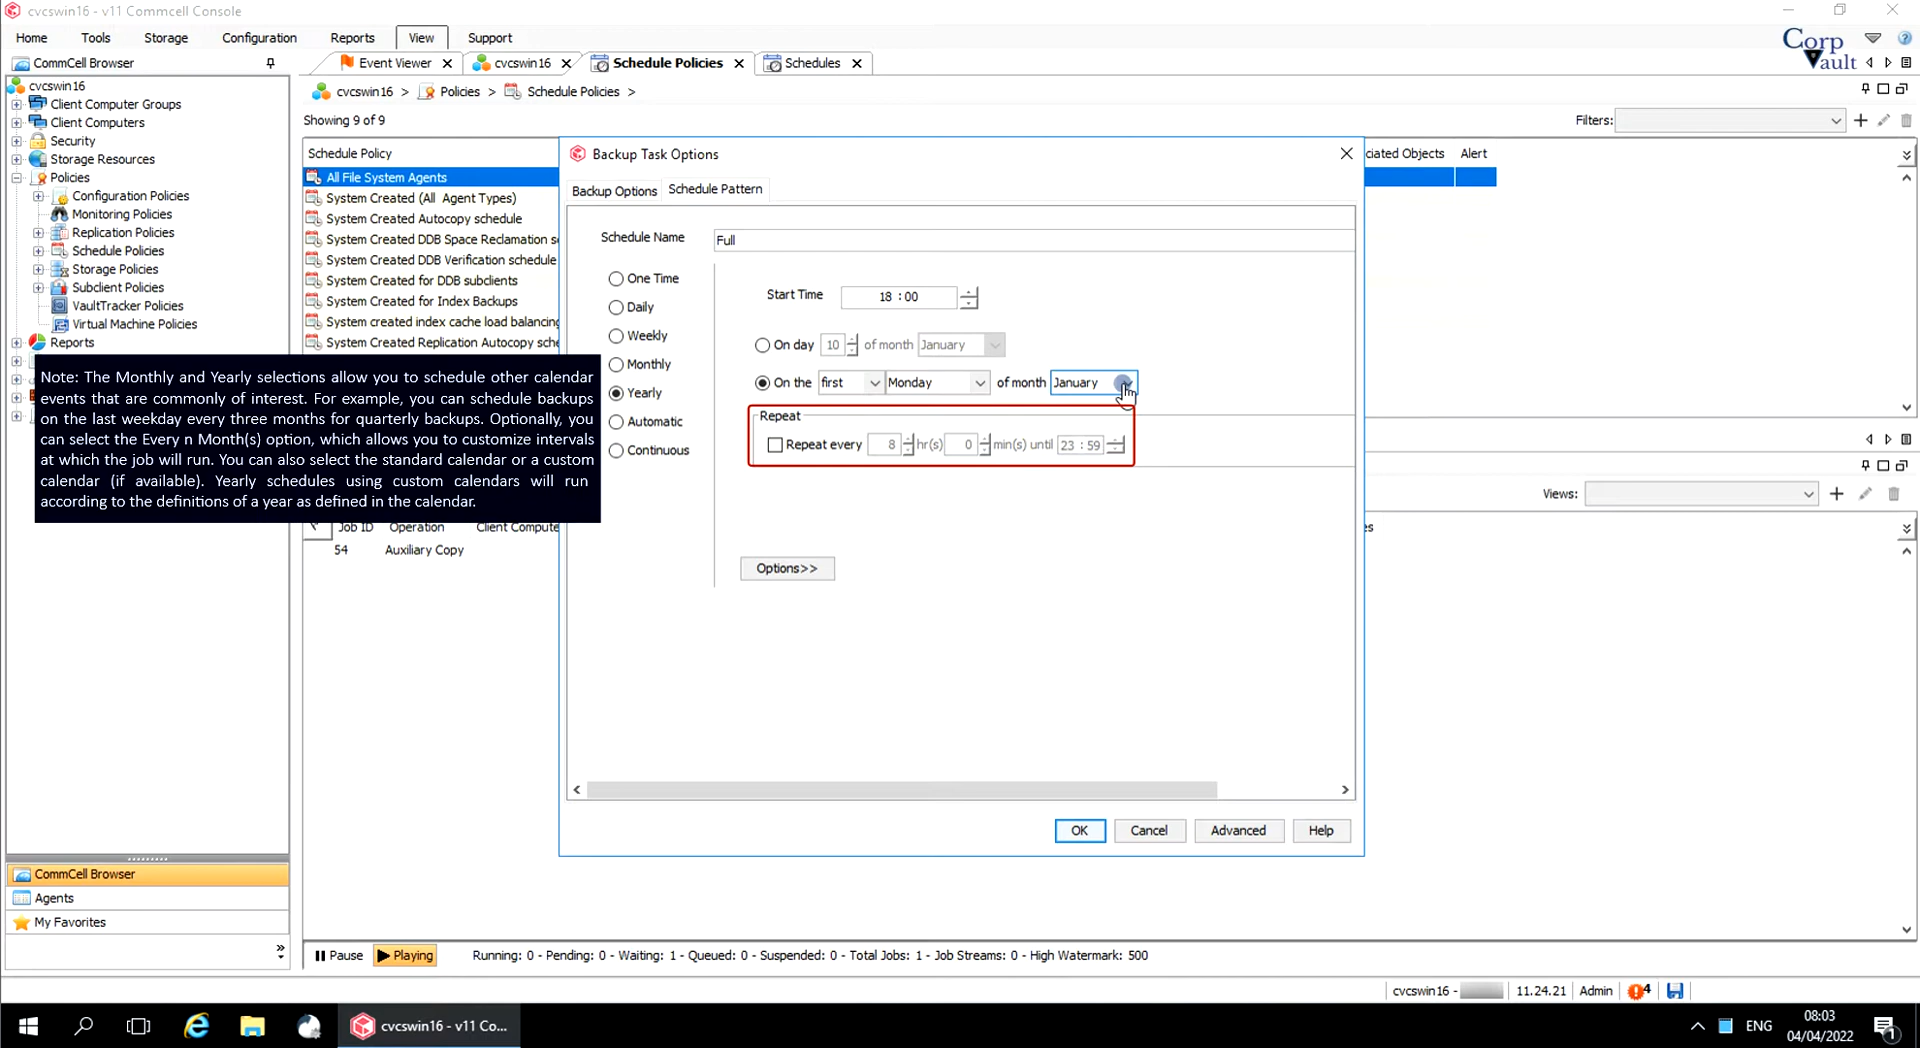 cvcswin16 - v11 Commcell Console
Home Tools Storage Configuration Reports View Support
Corp Vault
CommCell Browser
Event Viewer cvcswin16 Schedule Policies Schedules
cvcswin16 > Policies > Schedule Policies >
Showing 9 of 9
Filters:
cvcswin16
Client Computer Groups
Client Computers
Security
Storage Resources
Policies
Configuration Policies
Monitoring Policies
Replication Policies
Schedule Policies
Storage Policies
Subclient Policies
VaultTracker Policies
Virtual Machine Policies
Reports
Schedule Policy
ciated Objects Alert
All File System Agents
System Created (All Agent Types)
System Created Autocopy schedule
System Created DDB Space Reclamation s
System Created DDB Verification schedule
System Created for DDB subclients
System Created for Index Backups
System created index cache load balancing
System Created Replication Autocopy sche
Note: The Monthly and Yearly selections allow you to schedule other calendar
events that are commonly of interest. For example, you can schedule backups
on the last weekday every three months for quarterly backups. Optionally, you
can select the Every n Month(s) option, which allows you to customize intervals
at which the job will run. You can also select the standard calendar or a custom
calendar (if available). Yearly schedules using custom calendars will run
according to the definitions of a year as defined in the calendar.
Backup Task Options
Backup Options Schedule Pattern
Schedule Name Full
One Time
Daily
Weekly
Monthly
Yearly
Automatic
Continuous
Start Time 18 : 00
On day 10 of month January
On the first Monday of month January
Repeat
Repeat every 8 hr(s) 0 min(s) until 23 : 59
Options>>
OK Cancel Advanced Help
Views:
Job ID Operation Client Compute
es
54 Auxiliary Copy
CommCell Browser
Agents
My Favorites
Pause Playing Running: 0 - Pending: 0 - Waiting: 1 - Queued: 0 - Suspended: 0 - Total Jobs: 1 - Job Streams: 0 - High Watermark: 500
cvcswin16 - 11.24.21 Admin 4
cvcswin16 - v11 Co...
ENG
08:03
04/04/2022
1